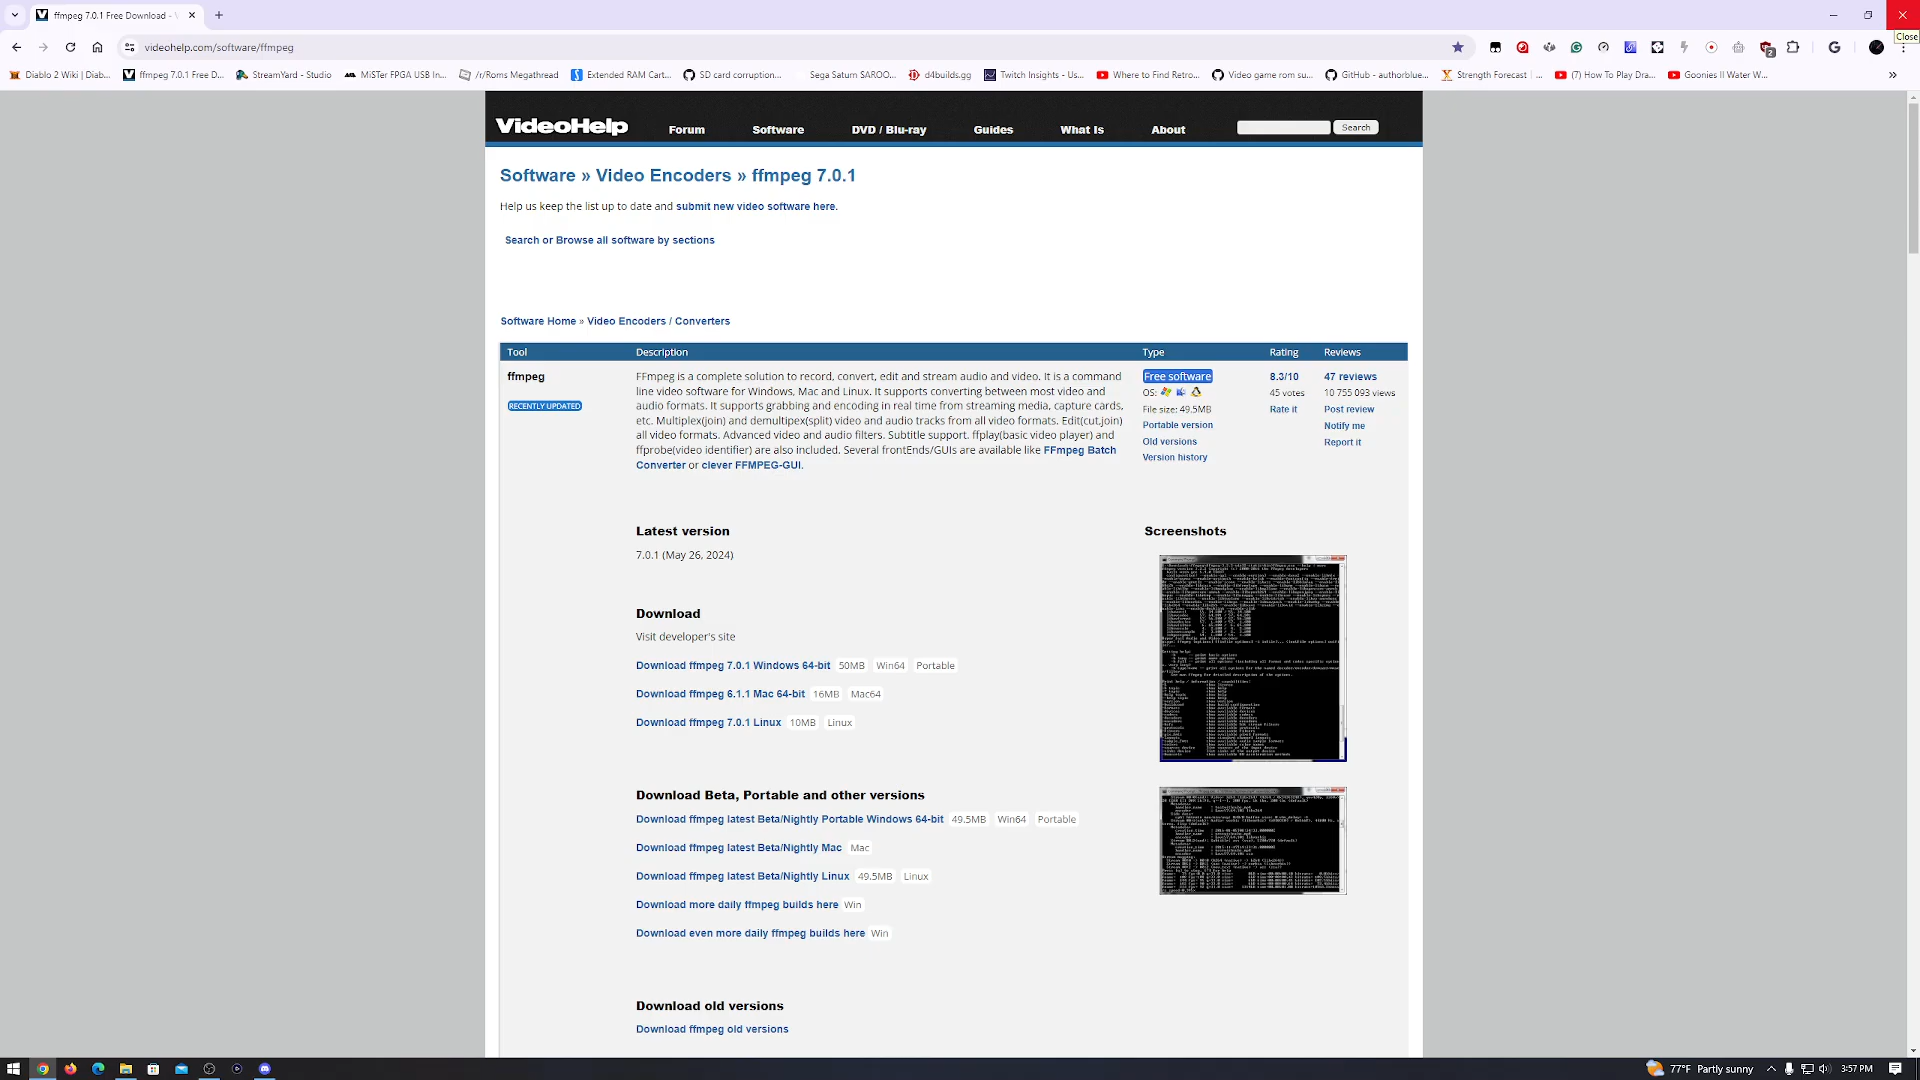 ffmpeg 7.0.1 Free Download -
Close
videohelp.com/software/ffmpeg
2
Diablo 2 Wiki | Diab...
ffmpeg 7.0.1 Free D...
StreamYard - Studio
MiSTer FPGA USB In...
/r/Roms Megathread
Extended RAM Cart...
SD card corruption...
Sega Saturn SAROO...
d4builds.gg
Twitch Insights - Us...
Where to Find Retro...
Video game rom su...
GitHub - authorblue...
Strength Forecast | ...
(7) How To Play Dra...
Goonies II Water W...
VideoHelp
Forum
Software
DVD / Blu-ray
Guides
What Is
About
Search
Software » Video Encoders » ffmpeg 7.0.1
Help us keep the list up to date and submit new video software here.
Search or Browse all software by sections
Software Home » Video Encoders / Converters
Tool
Description
Type
Rating
Reviews
ffmpeg
RECENTLY UPDATED
FFmpeg is a complete solution to record, convert, edit and stream audio and video. It is a command
line video software for Windows, Mac and Linux. It supports converting between most video and
audio formats. It supports grabbing and encoding in real time from streaming media, capture cards,
etc. Multiplex(join) and demultipex(split) video and audio tracks from all video formats. Edit(cut,join)
all video formats. Advanced video and audio filters. Subtitle support. ffplay(basic video player) and
ffprobe(video identifier) are also included. Several frontEnds/GUIs are available like FFmpeg Batch
Converter or clever FFMPEG-GUI.
Free software
OS:
File size: 49.5MB
Portable version
Old versions
Version history
8.3/10
45 votes
Rate it
47 reviews
10 755 093 views
Post review
Notify me
Report it
Latest version
7.0.1 (May 26, 2024)
Screenshots
Download
Visit developer's site
Download ffmpeg 7.0.1 Windows 64-bit 50MB Win64 Portable
Download ffmpeg 6.1.1 Mac 64-bit 16MB Mac64
Download ffmpeg 7.0.1 Linux 10MB Linux
Download Beta, Portable and other versions
Download ffmpeg latest Beta/Nightly Portable Windows 64-bit 49.5MB Win64 Portable
Download ffmpeg latest Beta/Nightly Mac Mac
Download ffmpeg latest Beta/Nightly Linux 49.5MB Linux
Download more daily ffmpeg builds here Win
Download even more daily ffmpeg builds here Win
Download old versions
Download ffmpeg old versions
77°F Partly sunny
3:57 PM